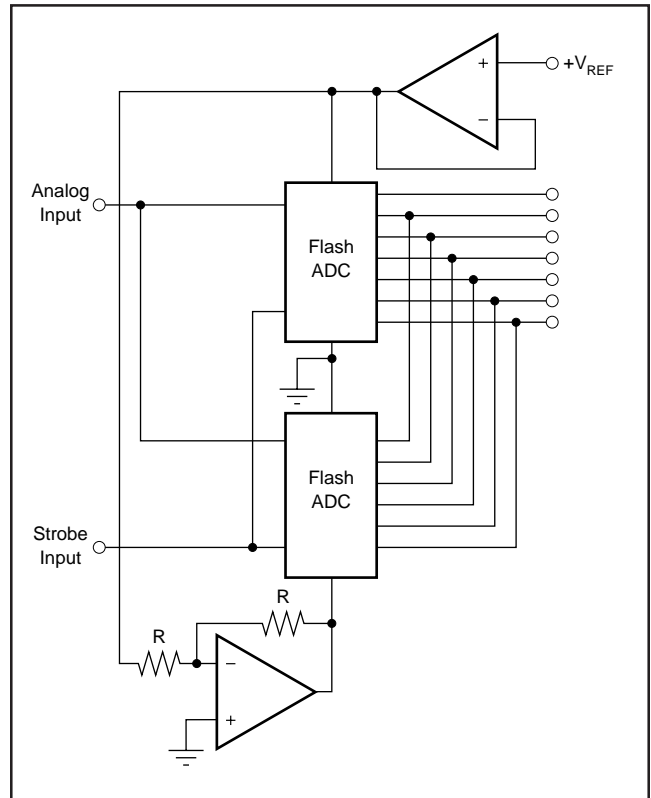 +
+V_REF
−
Analog
Input
Flash
ADC
Flash
ADC
Strobe
Input
R
R
−
+